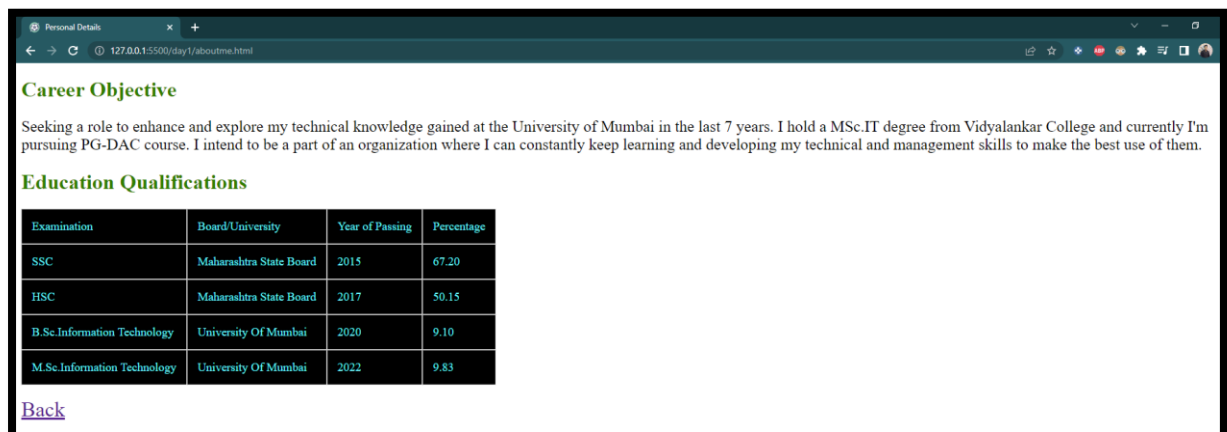 Personal Details
127.0.0.1:5500/day1/aboutme.html
Career Objective
Seeking a role to enhance and explore my technical knowledge gained at the University of Mumbai in the last 7 years. I hold a MSc.IT degree from Vidyalankar College and currently I'm
pursuing PG-DAC course. I intend to be a part of an organization where I can constantly keep learning and developing my technical and management skills to make the best use of them.
Education Qualifications
Examination Board/University Year of Passing Percentage
SSC Maharashtra State Board 2015 67.20
HSC Maharashtra State Board 2017 50.15
B.Sc.Information Technology University Of Mumbai 2020 9.10
M.Sc.Information Technology University Of Mumbai 2022 9.83
Back